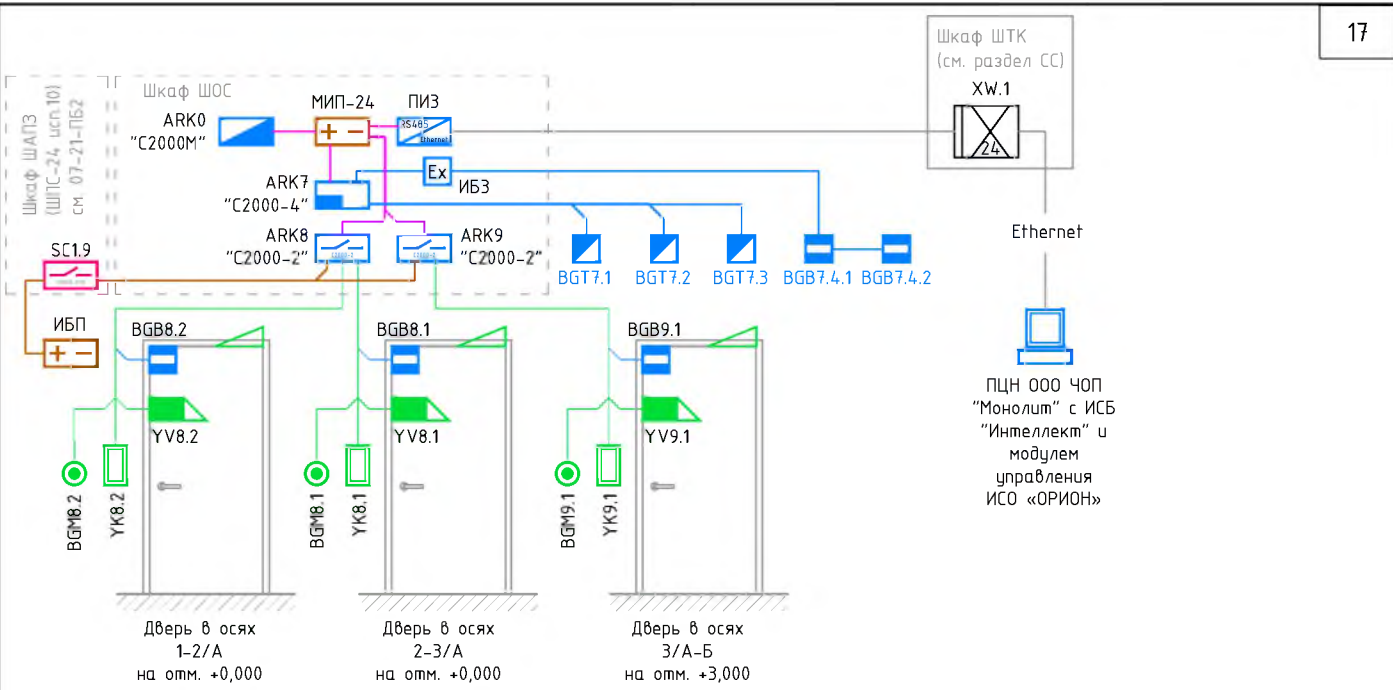 17
Шкаф ШТК
(см. раздел СС)
XW.1
24
Шкаф ШАПЗ
(ШПС-24 исп.10)
см. 07-21-ПБ2
Шкаф ШОС
ARK0
"С2000М"
МИП-24
ПИЗ
RS485
Ethernet
ARK7
"С2000-4"
Ex
ИБЗ
ARK8
"С2000-2"
ARK9
"С2000-2"
С2000-2
BGT7.1
BGT7.2
BGT7.3
BGB7.4.1
BGB7.4.2
Ethernet
SC1.9
ИБП
BGB8.2
BGB8.1
BGB9.1
YV8.2
YV8.1
YV9.1
BGM8.2
YK8.2
BGM8.1
YK8.1
BGM9.1
YK9.1
ПЦН ООО ЧОП
"Монолит" с ИСБ
"Интеллект" и
модулем
управления
ИСО «ОРИОН»
Дверь в осях
1-2/А
на отм. +0,000
Дверь в осях
2-3/А
на отм. +0,000
Дверь в осях
3/А-Б
на отм. +3,000